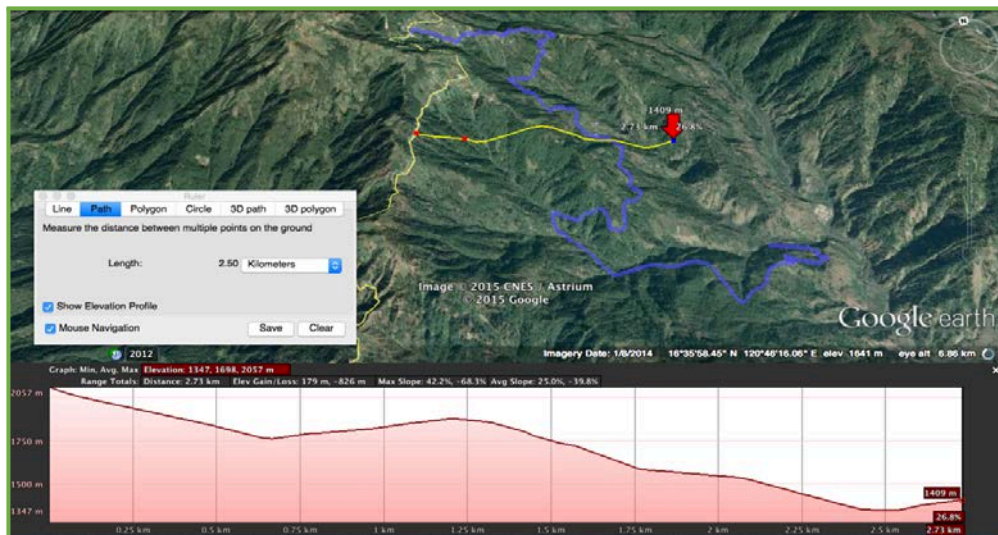 N
1409 m
2.73 km 26.8%
Ruler
Line Path Polygon Circle 3D path 3D polygon
Measure the distance between multiple points on the ground
Length: 2.50 Kilometers
Show Elevation Profile
Mouse Navigation Save Clear
Image © 2015 CNES / Astrium
© 2015 Google
Google earth
2012
Imagery Date: 1/8/2014 16°35'58.45" N 120°46'16.06" E elev 1641 m eye alt 6.86 km
Graph: Min, Avg, Max Elevation: 1347, 1698, 2057 m
Range Totals: Distance: 2.73 km Elev Gain/Loss: 179 m, -826 m Max Slope: 42.2%, -68.3% Avg Slope: 25.0%, -39.8%
2057 m
1750 m
1500 m
1347 m
1409 m
26.8%
0.25 km 0.5 km 0.75 km 1 km 1.25 km 1.5 km 1.75 km 2 km 2.25 km 2.5 km 2.73 km